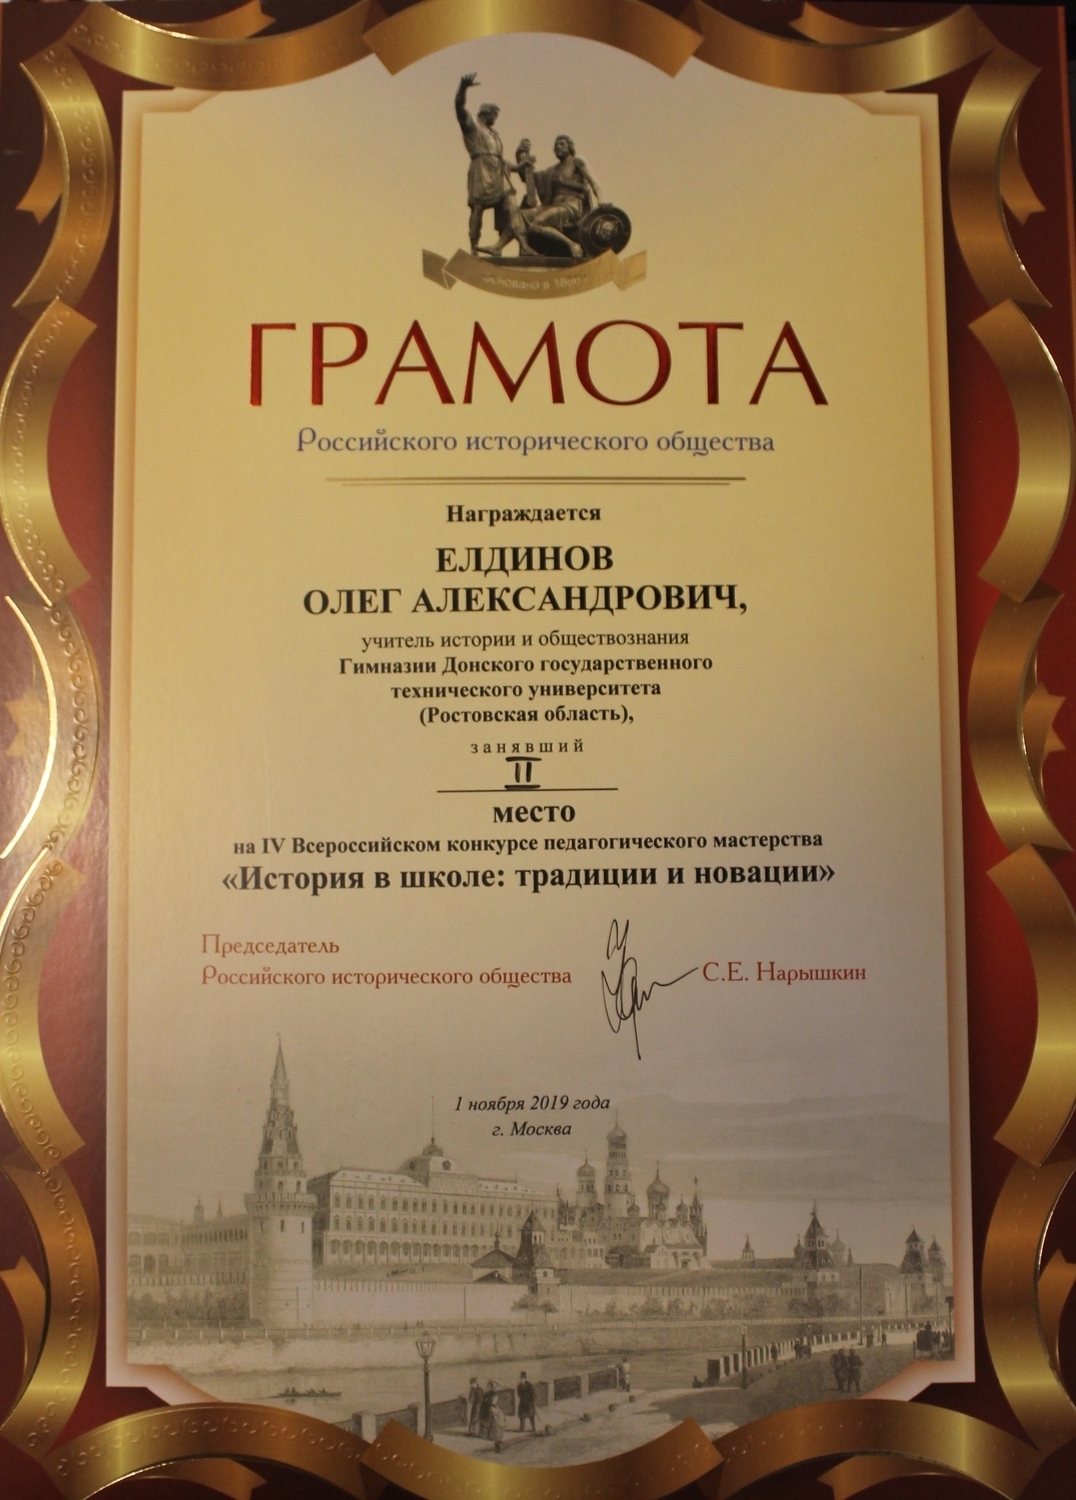 основано в 1866 г
ГРАМОТА
Российского исторического общества
Награждается
ЕЛДИНОВ
ОЛЕГ АЛЕКСАНДРОВИЧ,
учитель истории и обществознания
Гимназии Донского государственного
технического университета
(Ростовская область),
занявший
II
место
на IV Всероссийском конкурсе педагогического мастерства
«История в школе: традиции и новации»
Председатель
Российского исторического общества
С.Е. Нарышкин
1 ноября 2019 года
г. Москва